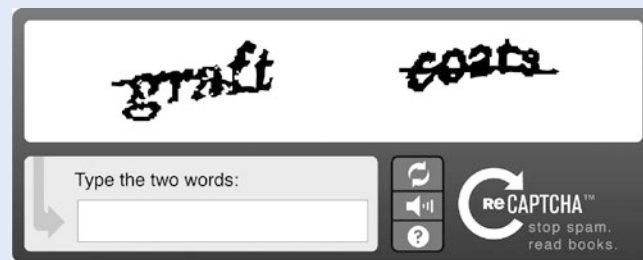 graft coats
Type the two words:
ReCAPTCHA™
stop spam.
read books.
?